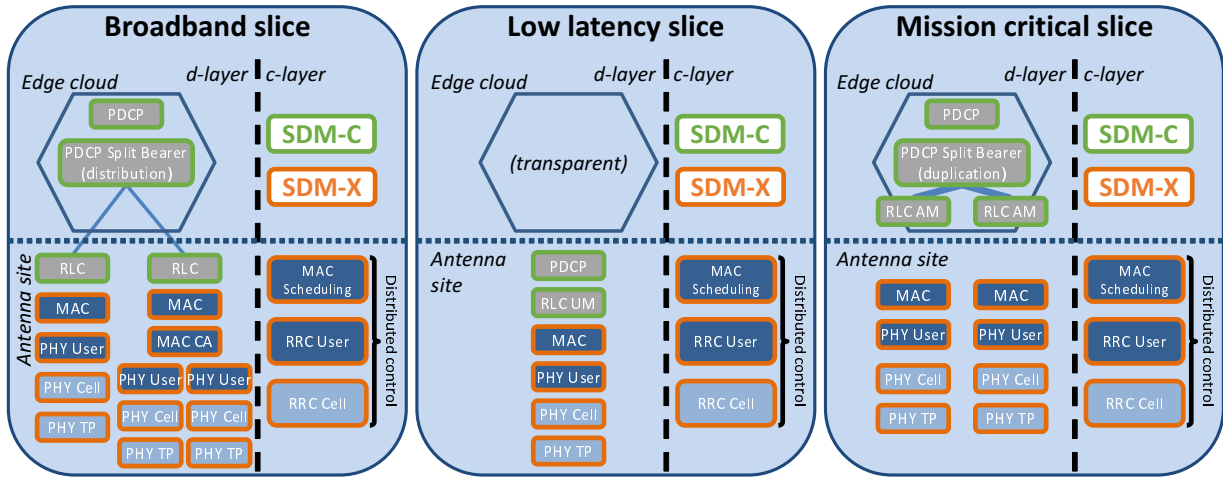 Broadband slice
Edge cloud
d-layer
c-layer
PDCP
PDCP Split Bearer
(distribution)
SDM-C
SDM-X
Antenna site
RLC
RLC
MAC
MAC
PHY User
MAC CA
PHY Cell
PHY User
PHY User
PHY TP
PHY Cell
PHY Cell
PHY TP
PHY TP
MAC
Scheduling
RRC User
RRC Cell
Distributed control
Low latency slice
Edge cloud
d-layer
c-layer
(transparent)
SDM-C
SDM-X
Antenna
site
PDCP
RLC UM
MAC
PHY User
PHY Cell
PHY TP
MAC
Scheduling
RRC User
RRC Cell
Distributed control
Mission critical slice
Edge cloud
d-layer
c-layer
PDCP
PDCP Split Bearer
(duplication)
RLC AM
RLC AM
SDM-C
SDM-X
Antenna site
MAC
MAC
PHY User
PHY User
PHY Cell
PHY Cell
PHY TP
PHY TP
MAC
Scheduling
RRC User
RRC Cell
Distributed control